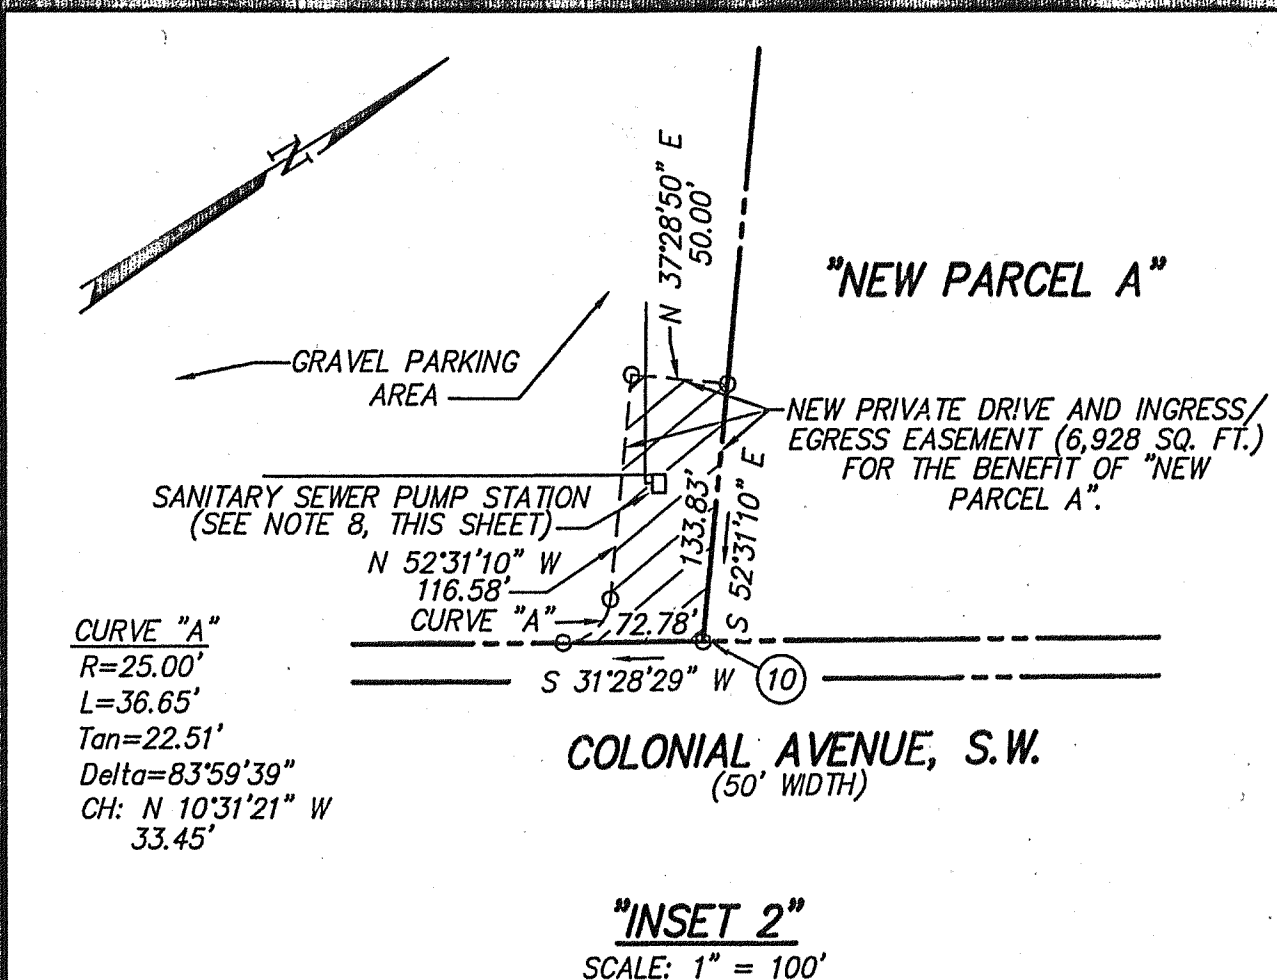 N
N 37°28'50" E
50.00'
"NEW PARCEL A"
GRAVEL PARKING
AREA
NEW PRIVATE DRIVE AND INGRESS/
EGRESS EASEMENT (6,928 SQ. FT.)
FOR THE BENEFIT OF "NEW
PARCEL A".
SANITARY SEWER PUMP STATION
(SEE NOTE 8, THIS SHEET)
133.83'
S 52°31'10" E
N 52°31'10" W
116.58'
CURVE "A"
72.78'
S 31°28'29" W
10
CURVE "A"
R=25.00'
L=36.65'
Tan=22.51'
Delta=83°59'39"
CH: N 10°31'21" W
33.45'
COLONIAL AVENUE, S.W.
(50' WIDTH)
"INSET 2"
SCALE: 1" = 100'